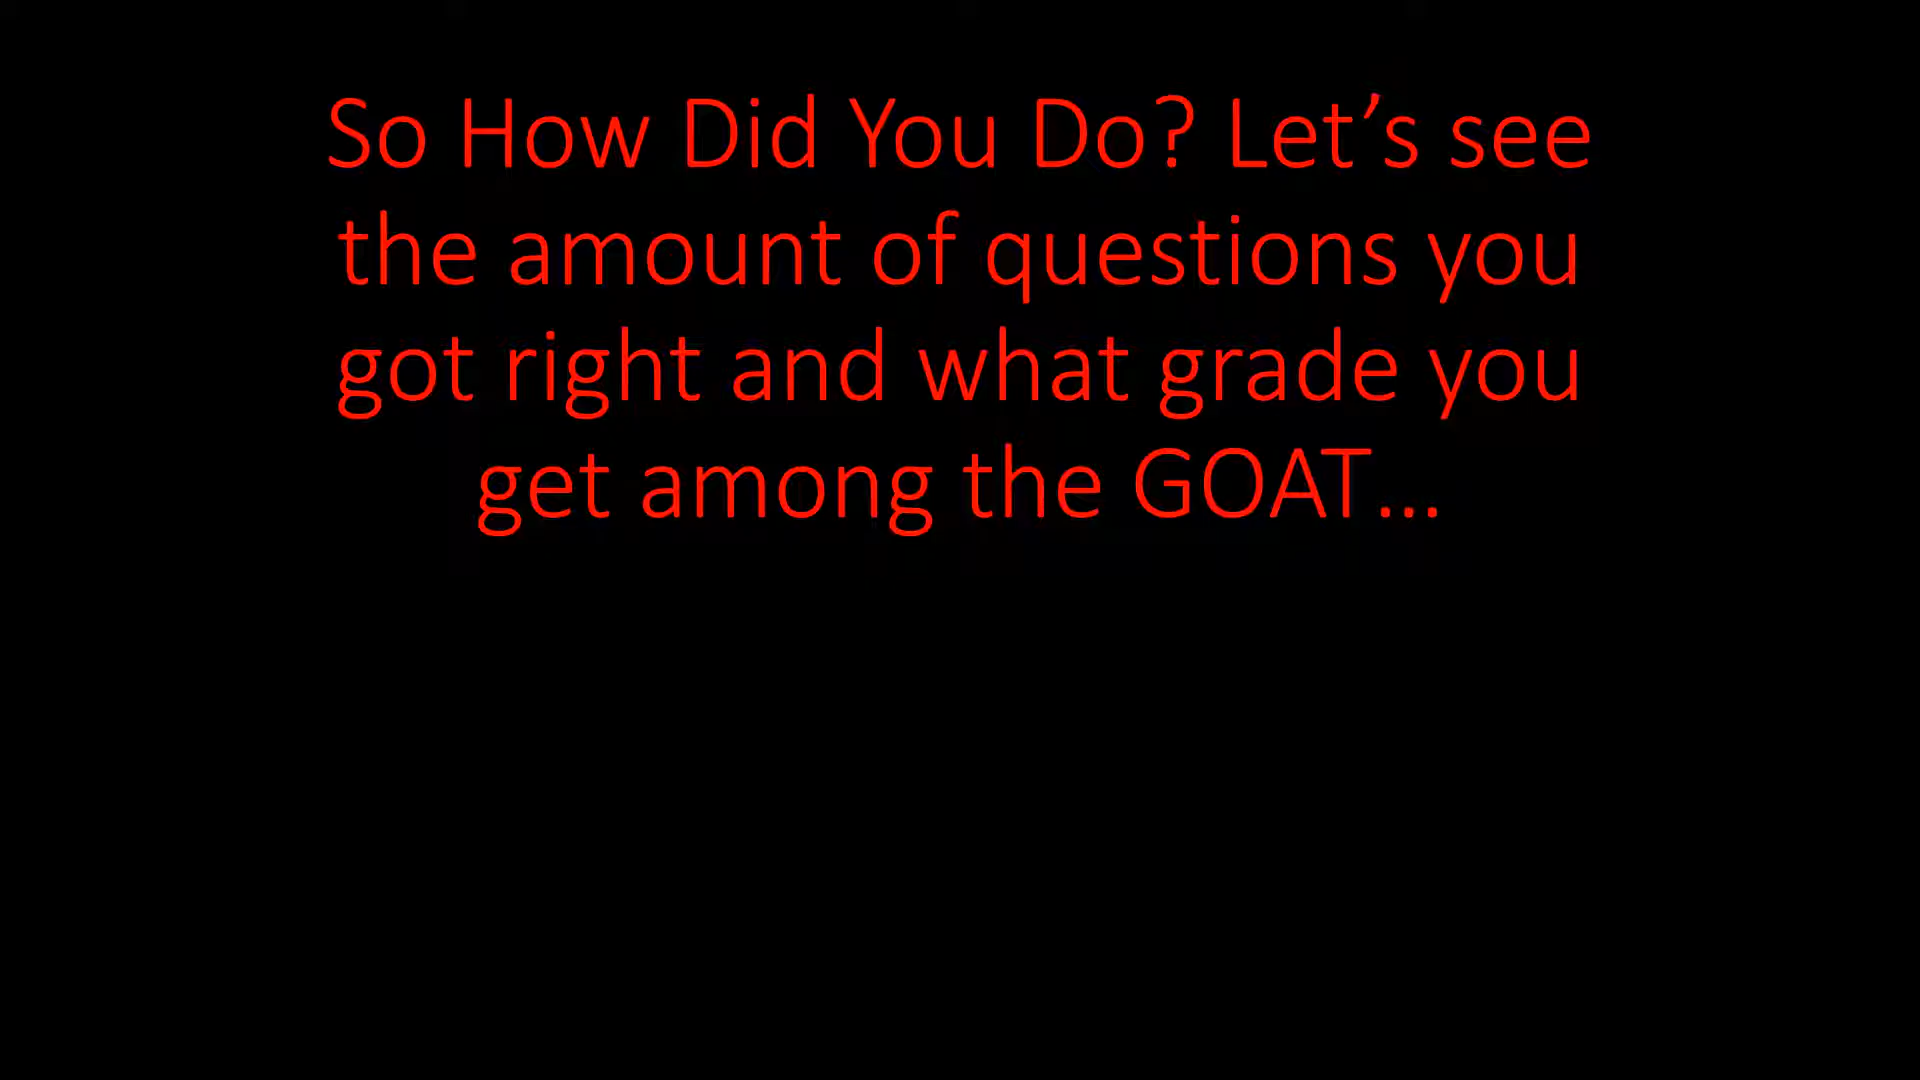 So How Did You Do? Let’s see
the amount of questions you
got right and what grade you
get among the GOAT…